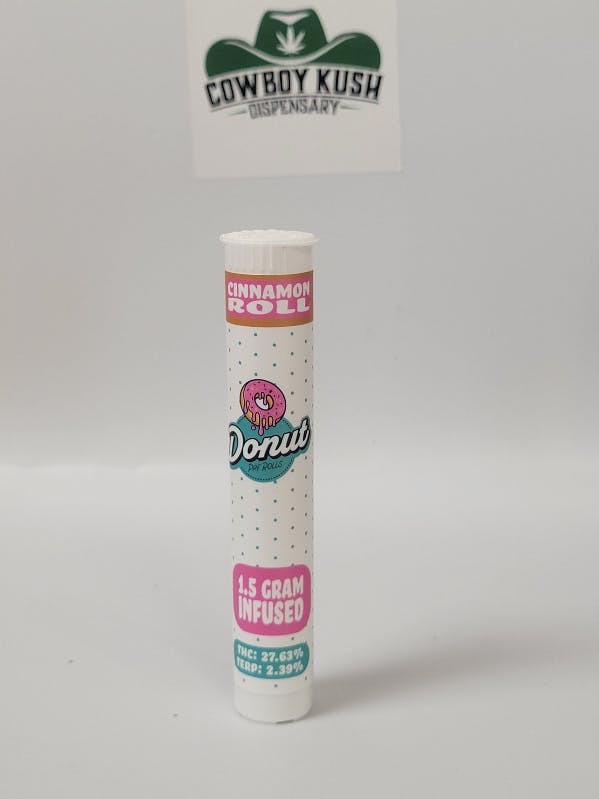 COWBOY KUSH
DISPENSARY
CINNAMON
ROLL
Donut
PRE ROLLS
1.5 GRAM
INFUSED
THC: 27.63%
TERP: 2.39%